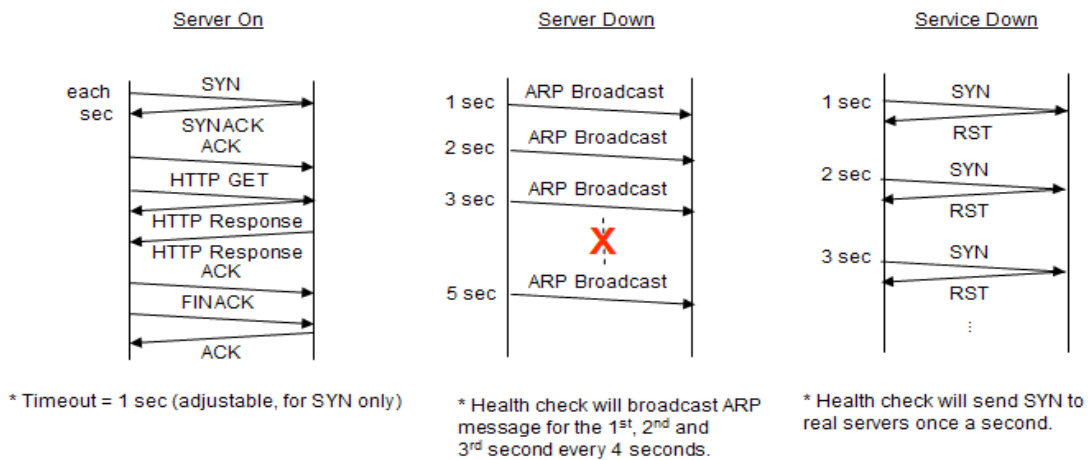 Server On
each
sec
SYN
SYNACK
ACK
HTTP GET
HTTP Response
HTTP Response
ACK
FINACK
ACK
* Timeout = 1 sec (adjustable, for SYN only)
Server Down
1 sec
ARP Broadcast
2 sec
ARP Broadcast
3 sec
ARP Broadcast
X
5 sec
ARP Broadcast
* Health check will broadcast ARP
message for the 1st, 2nd and
3rd second every 4 seconds.
Service Down
1 sec
SYN
RST
2 sec
SYN
RST
3 sec
SYN
RST
...
* Health check will send SYN to
real servers once a second.